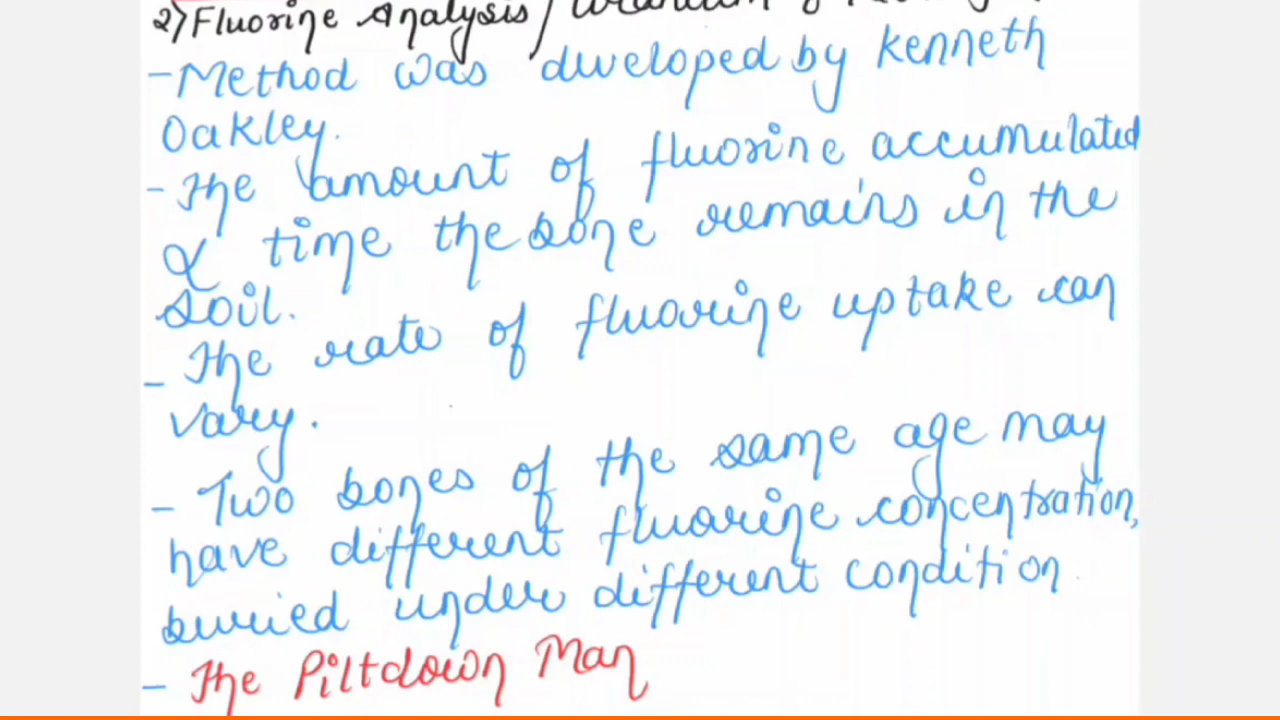 2) Fluorine Analysis /
- Method was dweloped by Kenneth
Oakley.
- The amount of fluorine accumulated
∝ time the bone remains in the
soil.
- The rate of fluorine uptake can
vary.
- Two bones of the same age may
have different fluorine concentration,
buried under different condition
- The Piltdown Man